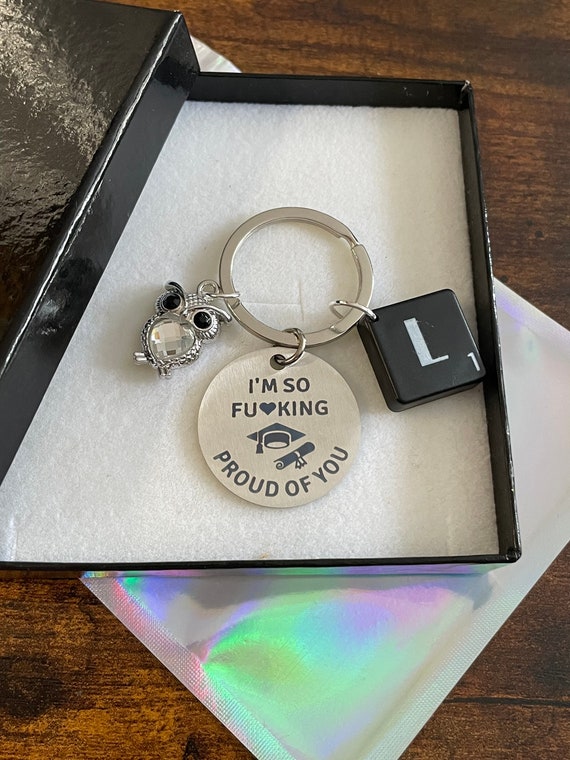 I'M SO
FU♥KING
PROUD OF YOU
L
1